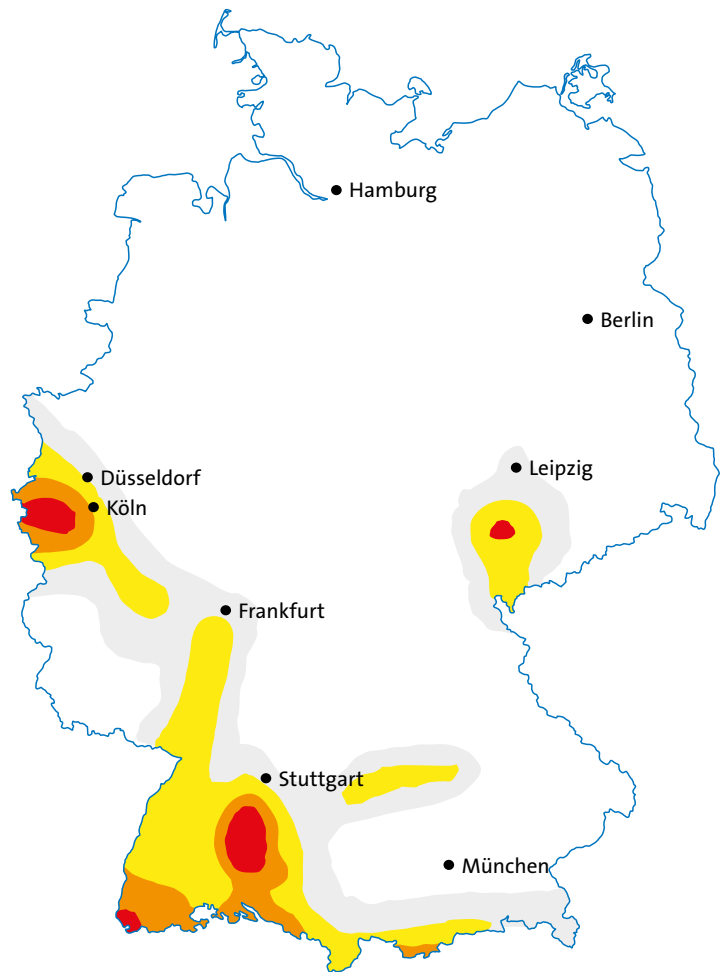 Hamburg
Berlin
Leipzig
Düsseldorf
Köln
Frankfurt
Stuttgart
München